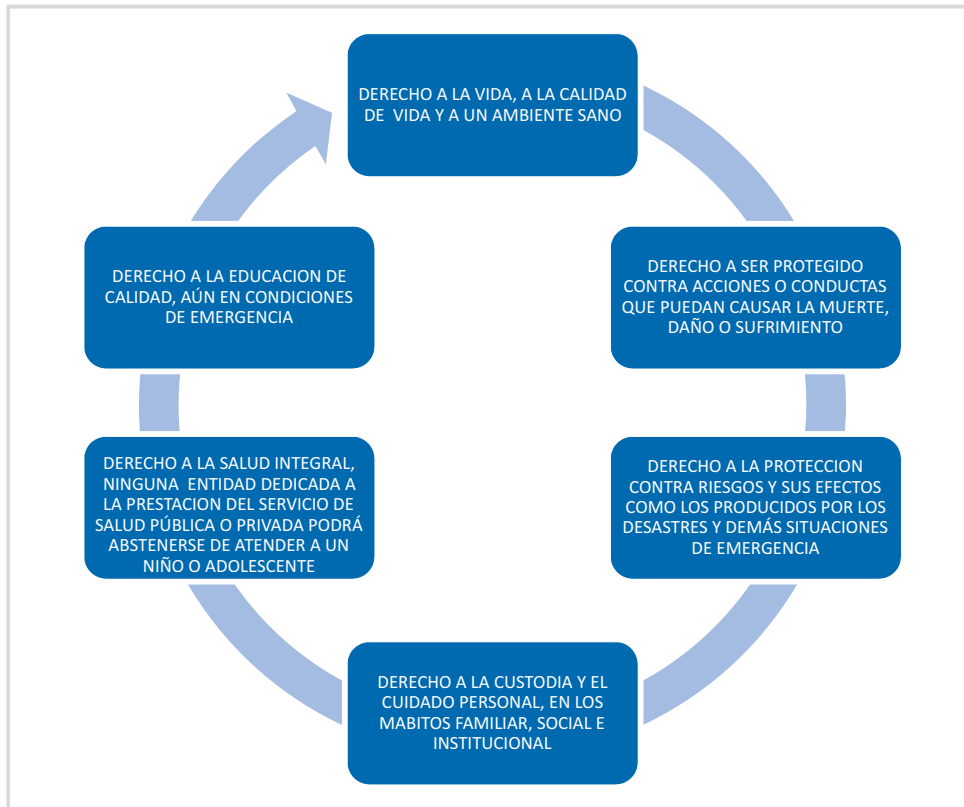 DERECHO A LA VIDA, A LA CALIDAD
DE VIDA Y A UN AMBIENTE SANO
DERECHO A SER PROTEGIDO
CONTRA ACCIONES O CONDUCTAS
QUE PUEDAN CAUSAR LA MUERTE,
DAÑO O SUFRIMIENTO
DERECHO A LA PROTECCION
CONTRA RIESGOS Y SUS EFECTOS
COMO LOS PRODUCIDOS POR LOS
DESASTRES Y DEMÁS SITUACIONES
DE EMERGENCIA
DERECHO A LA CUSTODIA Y EL
CUIDADO PERSONAL, EN LOS
MABITOS FAMILIAR, SOCIAL E
INSTITUCIONAL
DERECHO A LA SALUD INTEGRAL,
NINGUNA ENTIDAD DEDICADA A
LA PRESTACION DEL SERVICIO DE
SALUD PÚBLICA O PRIVADA PODRÁ
ABSTENERSE DE ATENDER A UN
NIÑO O ADOLESCENTE
DERECHO A LA EDUCACION DE
CALIDAD, AÚN EN CONDICIONES
DE EMERGENCIA